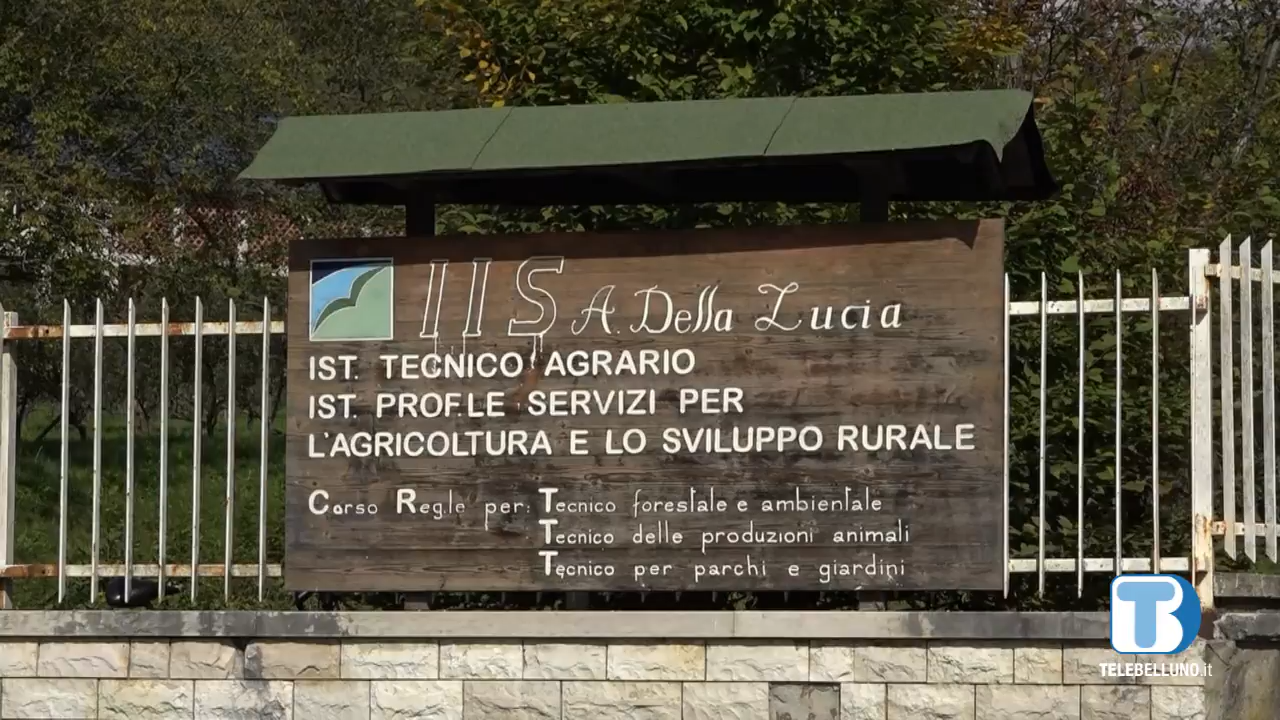 IIS A. Della Lucia
IST. TECNICO AGRARIO
IST. PROF.LE SERVIZI PER
L'AGRICOLTURA E LO SVILUPPO RURALE
Corso Reg.le per: Tecnico forestale e ambientale
Tecnico delle produzioni animali
Tecnico per parchi e giardini
TB
TELEBELLUNO.it